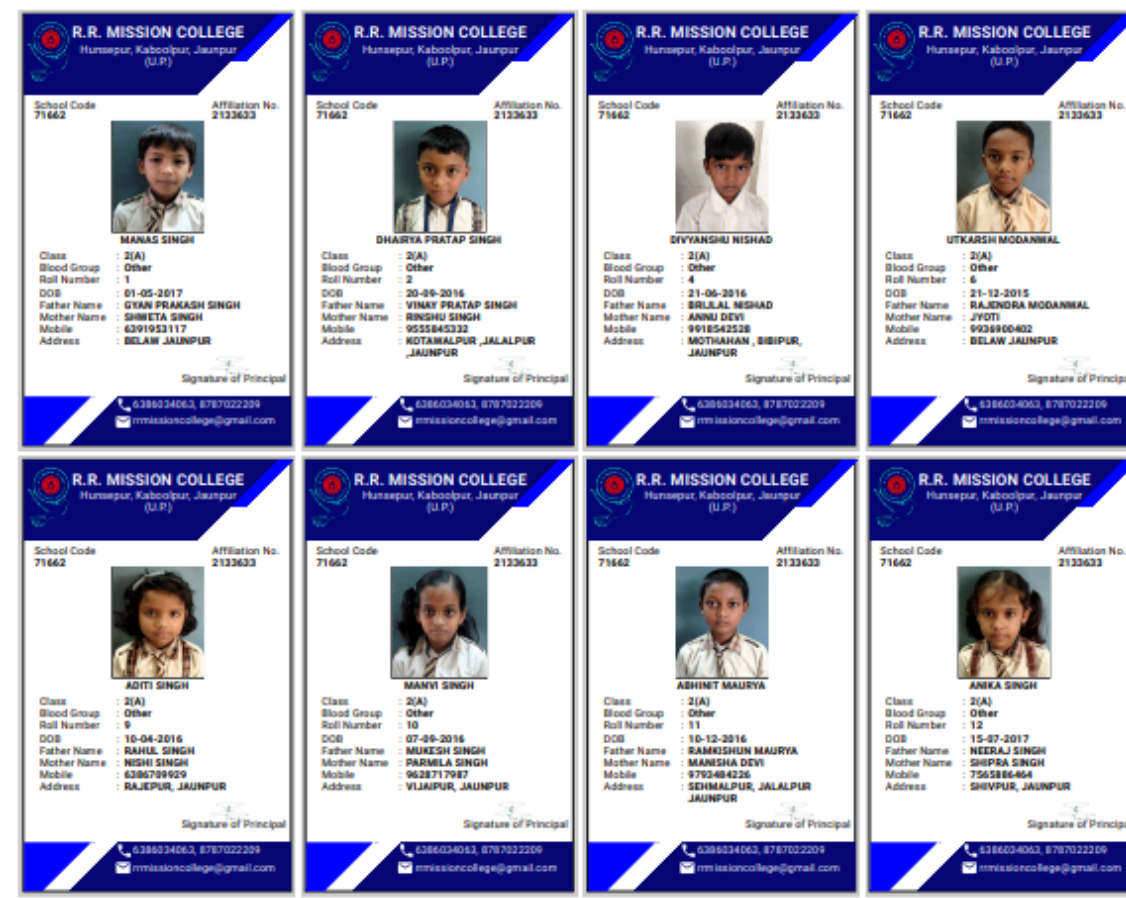 R.R. MISSION COLLEGE
Hunsepur, Kaboolpur, Jaunpur
(U.P.)
School Code
71662
Affiliation No.
2133633
MANAS SINGH
Class : 2(A)
Blood Group : Other
Roll Number : 1
DOB : 01-05-2017
Father Name : GYAN PRAKASH SINGH
Mother Name : SHWETA SINGH
Mobile : 6391953117
Address : BELAW JAUNPUR
Signature of Principal
6386034063, 8787022209
rrmissioncollege@gmail.com
R.R. MISSION COLLEGE
Hunsepur, Kaboolpur, Jaunpur
(U.P.)
School Code
71662
Affiliation No.
2133633
DHAIRYA PRATAP SINGH
Class : 2(A)
Blood Group : Other
Roll Number : 2
DOB : 20-09-2016
Father Name : VINAY PRATAP SINGH
Mother Name : RINSHU SINGH
Mobile : 9555845332
Address : KOTAWALPUR ,JALALPUR
,JAUNPUR
Signature of Principal
6386034063, 8787022209
rrmissioncollege@gmail.com
R.R. MISSION COLLEGE
Hunsepur, Kaboolpur, Jaunpur
(U.P.)
School Code
71662
Affiliation No.
2133633
DIVYANSHU NISHAD
Class : 2(A)
Blood Group : Other
Roll Number : 4
DOB : 21-06-2016
Father Name : BRIJLAL NISHAD
Mother Name : ANNU DEVI
Mobile : 9918542528
Address : MOTHAHAN , BIBIPUR,
JAUNPUR
Signature of Principal
6386034063, 8787022209
rrmissioncollege@gmail.com
R.R. MISSION COLLEGE
Hunsepur, Kaboolpur, Jaunpur
(U.P.)
School Code
71662
Affiliation No.
2133633
UTKARSH MODANWAL
Class : 2(A)
Blood Group : Other
Roll Number : 6
DOB : 21-12-2015
Father Name : RAJENDRA MODANWAL
Mother Name : JYOTI
Mobile : 9936900402
Address : BELAW JAUNPUR
Signature of Principa
6386034063, 8787022209
rrmissioncollege@gmail.com
R.R. MISSION COLLEGE
Hunsepur, Kaboolpur, Jaunpur
(U.P.)
School Code
71662
Affiliation No.
2133633
ADITI SINGH
Class : 2(A)
Blood Group : Other
Roll Number : 9
DOB : 10-04-2016
Father Name : RAHUL SINGH
Mother Name : NISHI SINGH
Mobile : 6386709929
Address : RAJEPUR, JAUNPUR
Signature of Principal
6386034063, 8787022209
rrmissioncollege@gmail.com
R.R. MISSION COLLEGE
Hunsepur, Kaboolpur, Jaunpur
(U.P.)
School Code
71662
Affiliation No.
2133633
MANVI SINGH
Class : 2(A)
Blood Group : Other
Roll Number : 10
DOB : 07-09-2016
Father Name : MUKESH SINGH
Mother Name : PARMILA SINGH
Mobile : 9628717987
Address : VIJAIPUR, JAUNPUR
Signature of Principal
6386034063, 8787022209
rrmissioncollege@gmail.com
R.R. MISSION COLLEGE
Hunsepur, Kaboolpur, Jaunpur
(U.P.)
School Code
71662
Affiliation No.
2133633
ABHINIT MAURYA
Class : 2(A)
Blood Group : Other
Roll Number : 11
DOB : 10-12-2016
Father Name : RAMKISHUN MAURYA
Mother Name : MANISHA DEVI
Mobile : 9793484226
Address : SEHMALPUR, JALALPUR
JAUNPUR
Signature of Principal
6386034063, 8787022209
rrmissioncollege@gmail.com
R.R. MISSION COLLEGE
Hunsepur, Kaboolpur, Jaunpur
(U.P.)
School Code
71662
Affiliation No.
2133633
ANIKA SINGH
Class : 2(A)
Blood Group : Other
Roll Number : 12
DOB : 15-07-2017
Father Name : NEERAJ SINGH
Mother Name : SHIPRA SINGH
Mobile : 7565886464
Address : SHIVPUR, JAUNPUR
Signature of Principa
6386034063, 8787022209
rrmissioncollege@gmail.com